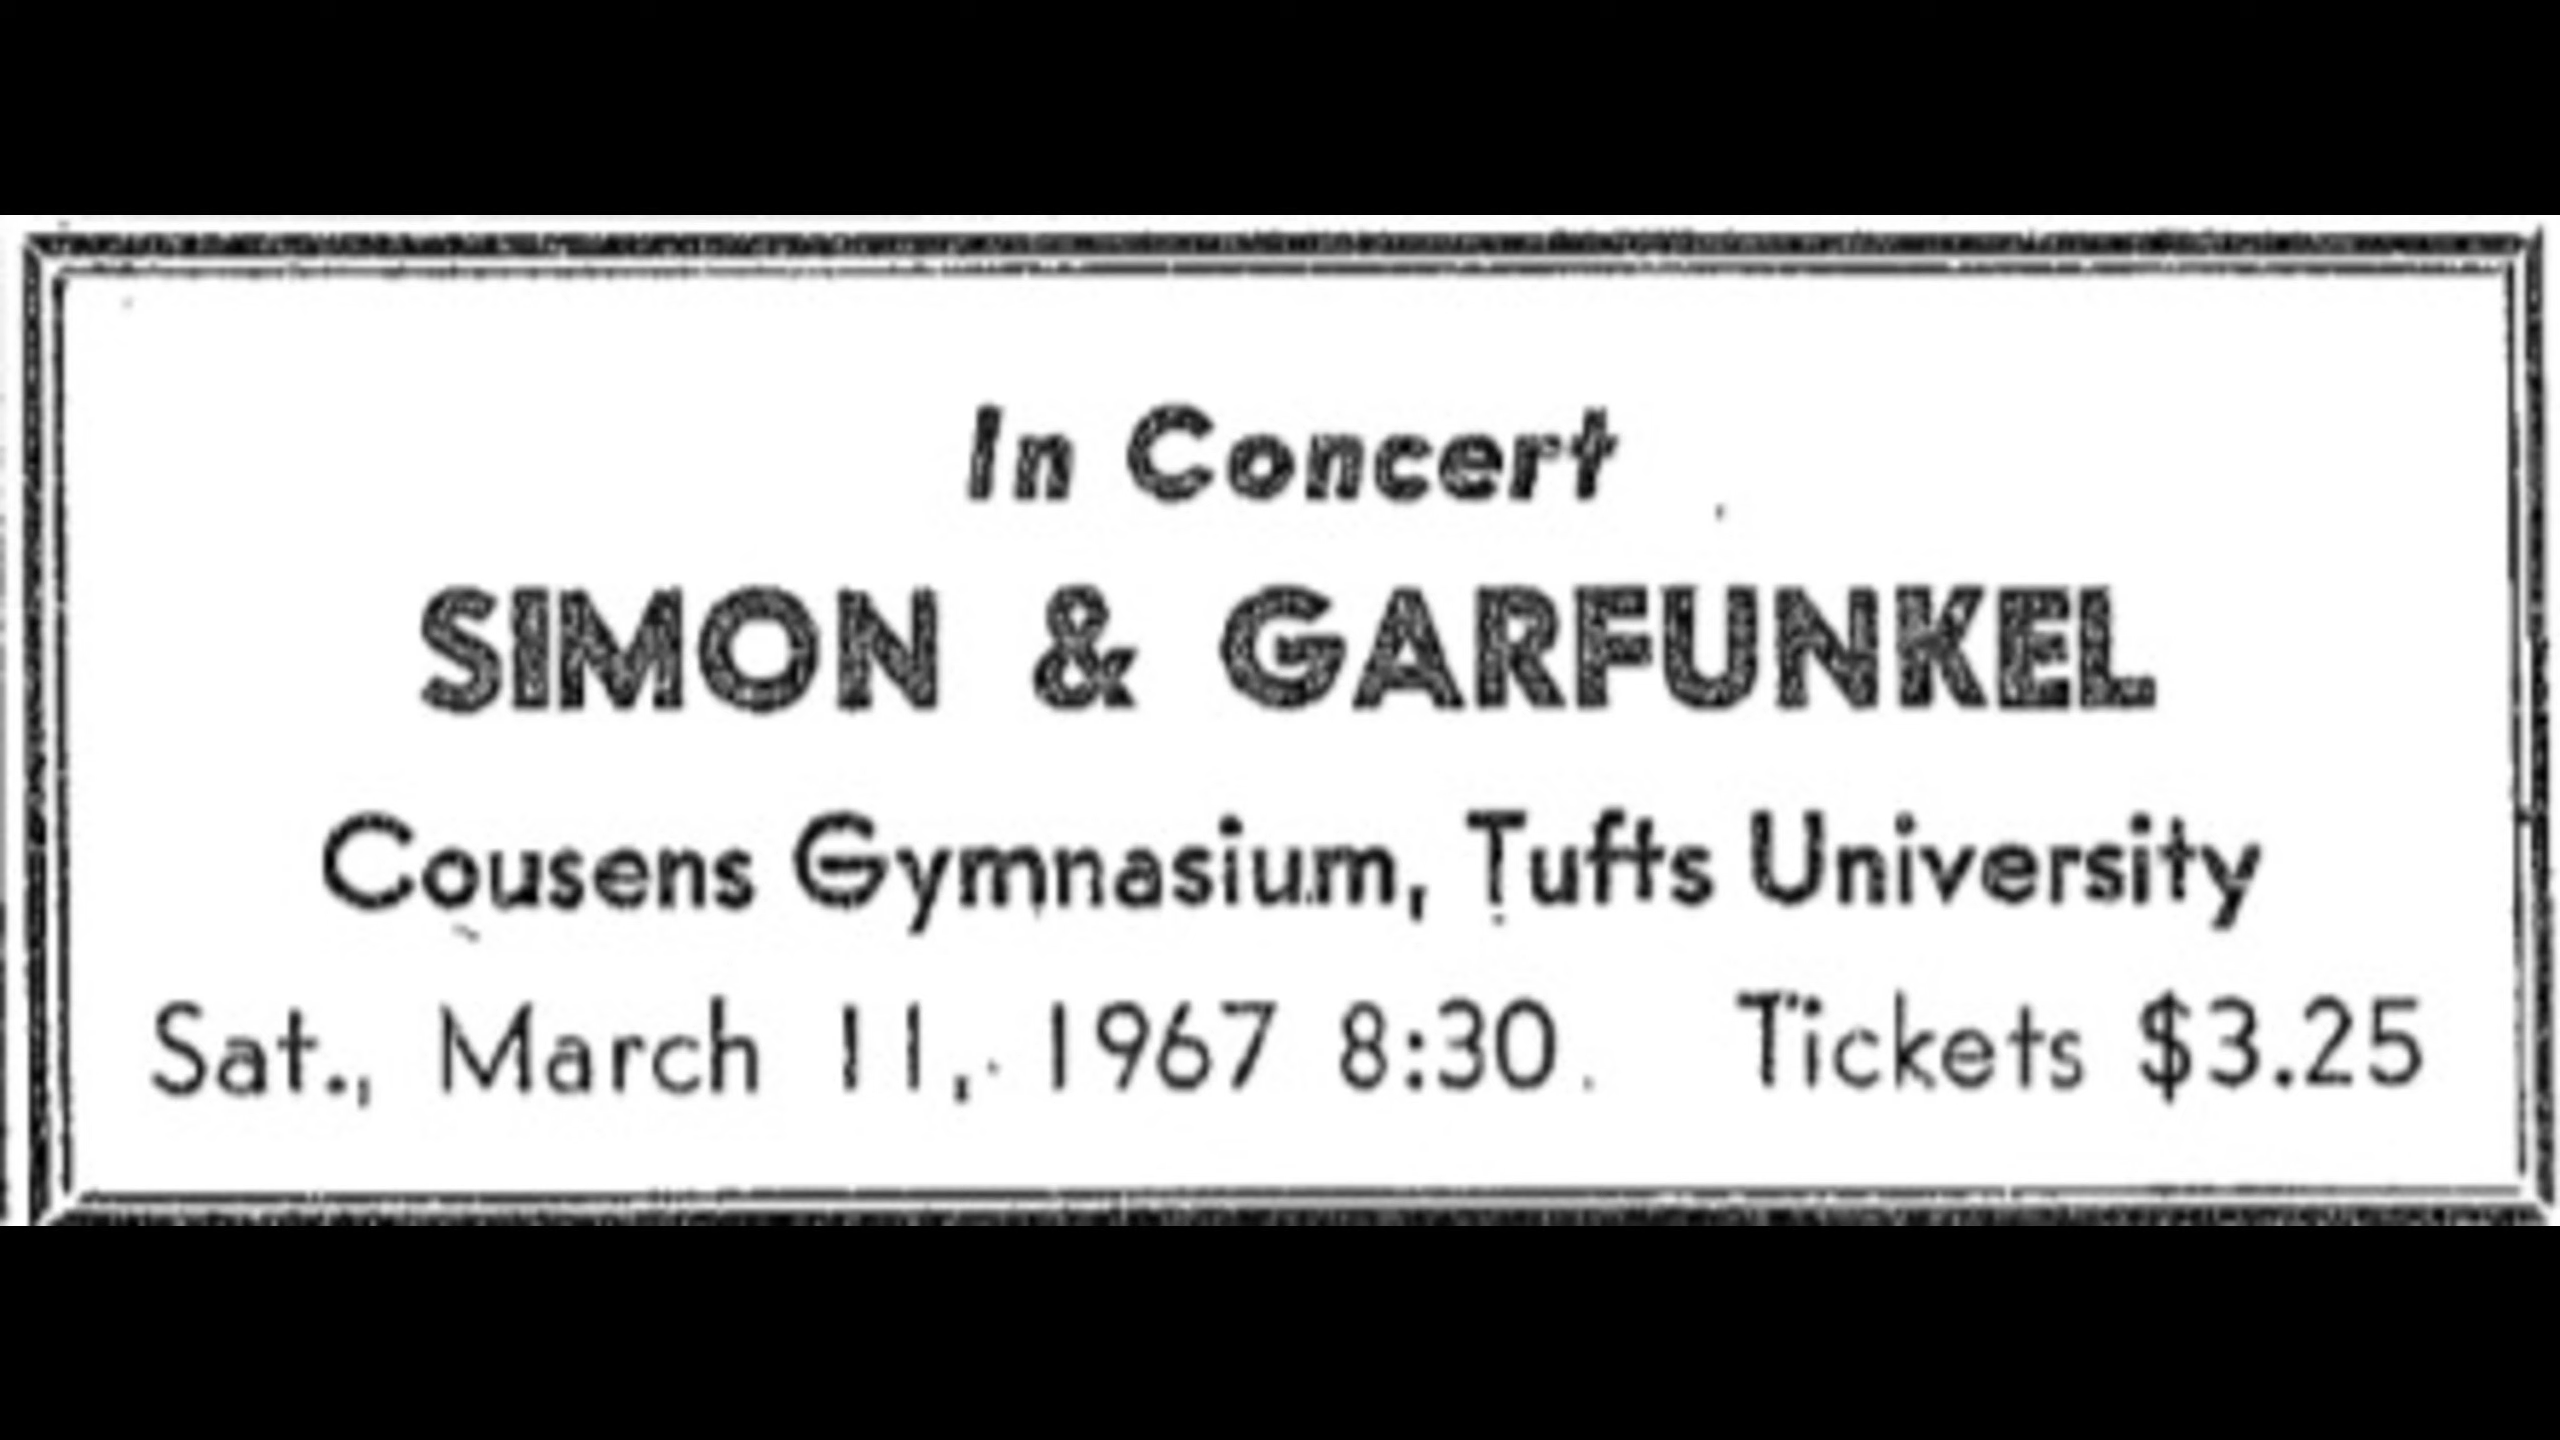 In Concert
SIMON & GARFUNKEL
Cousens Gymnasium, Tufts University
Sat., March 11, 1967 8:30. Tickets $3.25